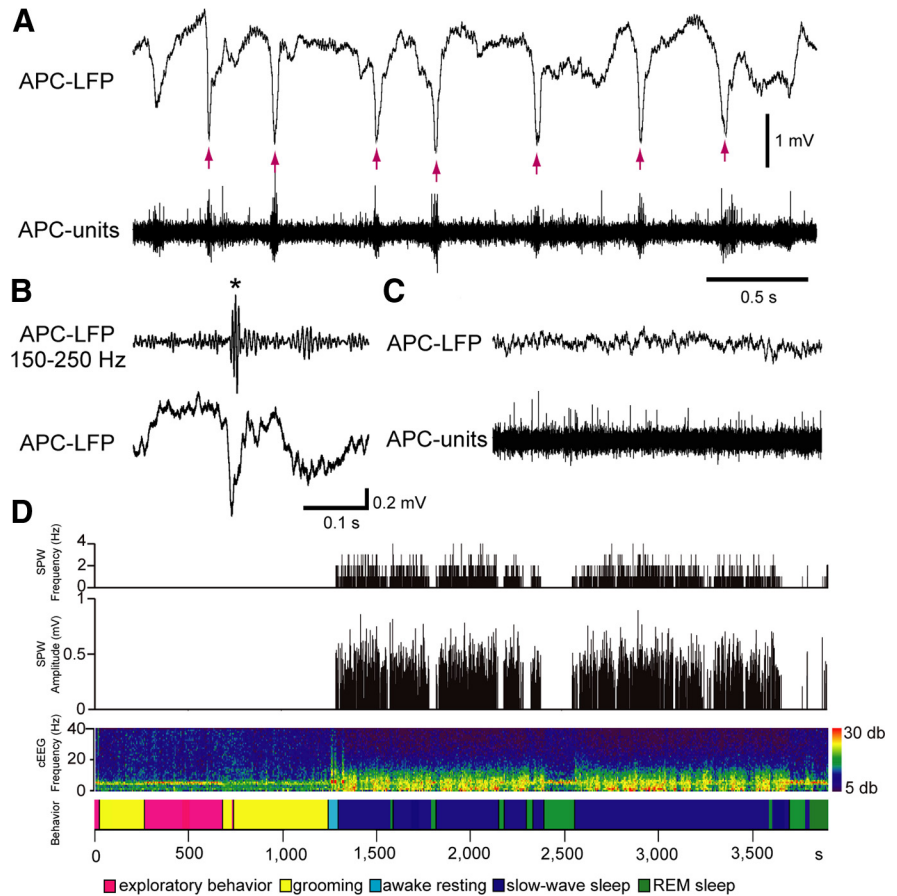 A
APC-LFP
1 mV
APC-units
0.5 s
B
*
APC-LFP
150-250 Hz
APC-LFP
0.2 mV
0.1 s
C
APC-LFP
APC-units
D
SPW
Frequency (Hz)
4
2
0
SPW
Amplitude (mV)
1
0.5
0
cEEG
Frequency (Hz)
40
20
0
30 db
5 db
Behavior
0 500 1,000 1,500 2,000 2,500 3,000 3,500 s
exploratory behavior grooming awake resting slow-wave sleep REM sleep